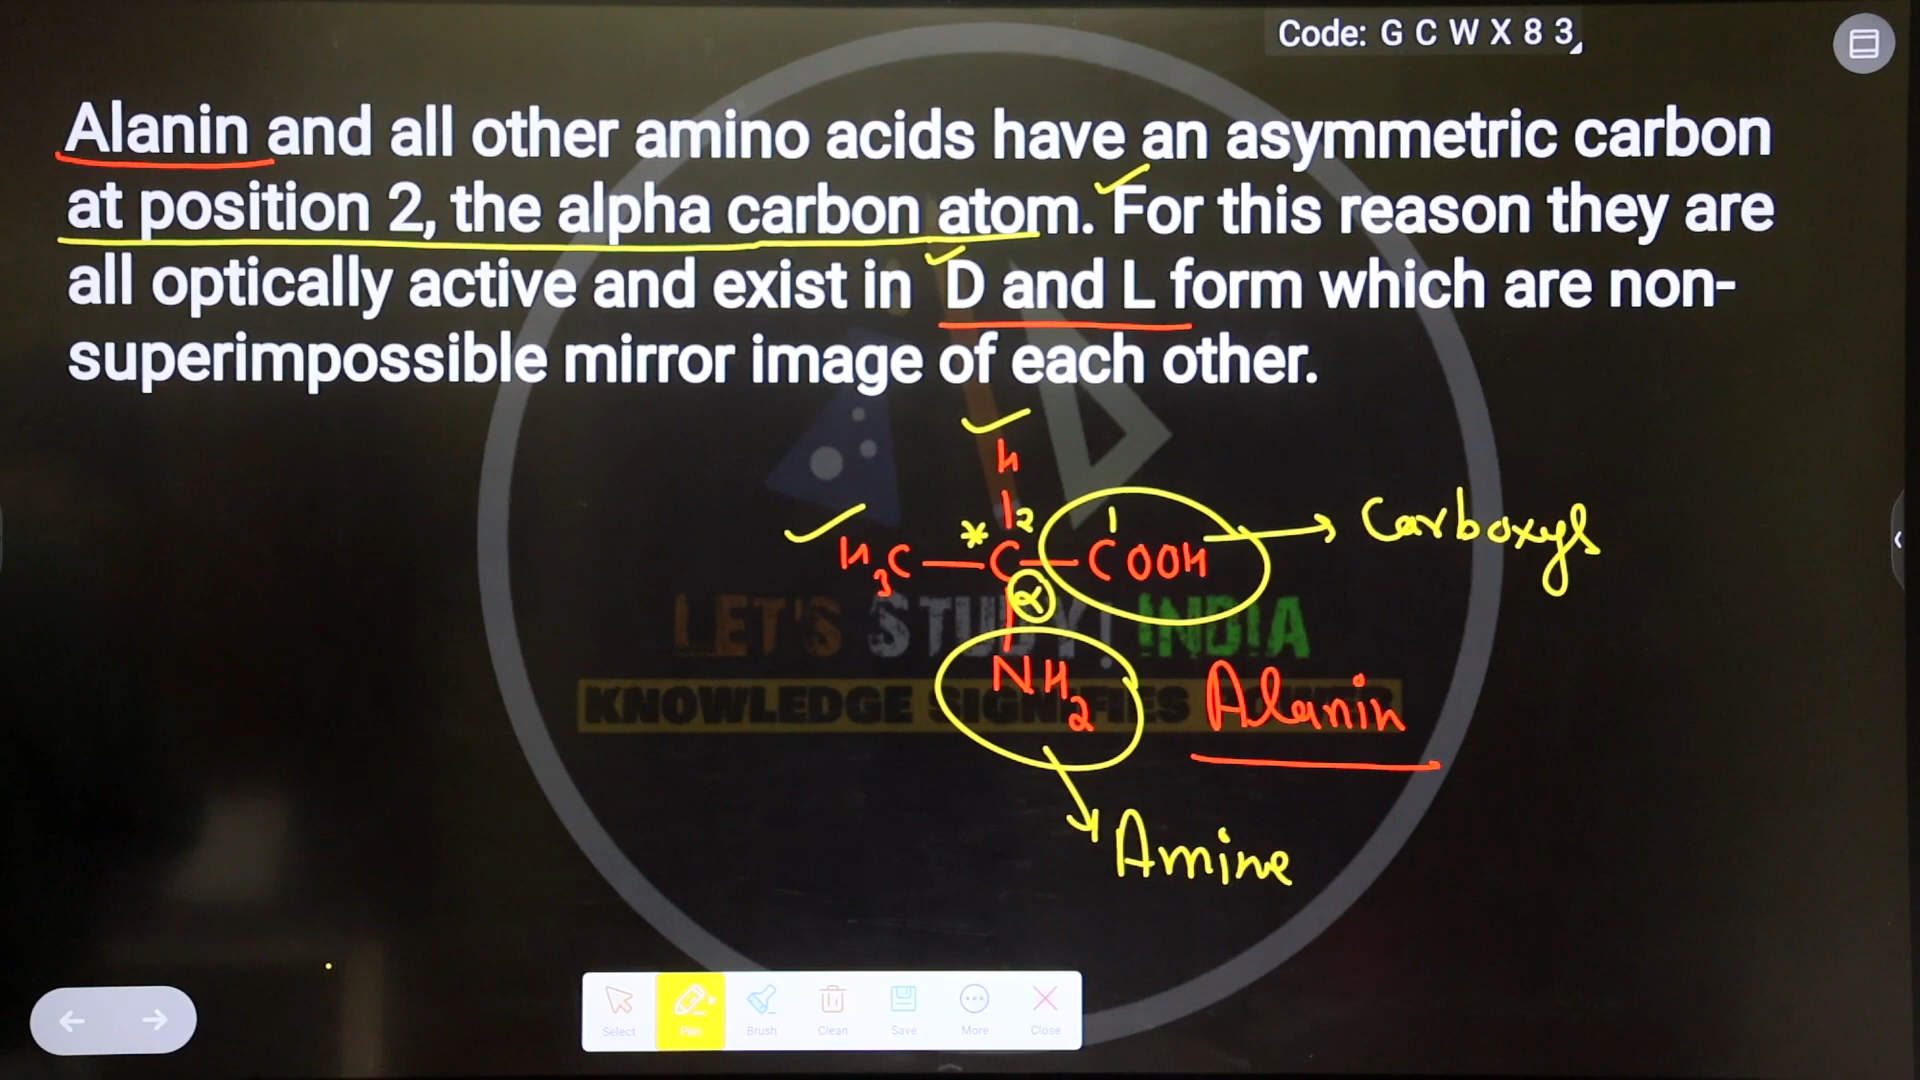 Code: G C W X 8 3
Alanin and all other amino acids have an asymmetric carbon
at position 2, the alpha carbon atom. For this reason they are
all optically active and exist in D and L form which are non-
superimpossible mirror image of each other.
H
* 2 1
H3C — C — COOH → Carboxyl
α
LET'S STUDY! INDIA
NH2
KNOWLEDGE SIGNIFIES POWER
Alanin
Amine
Select Pen Brush Clean Save More Close